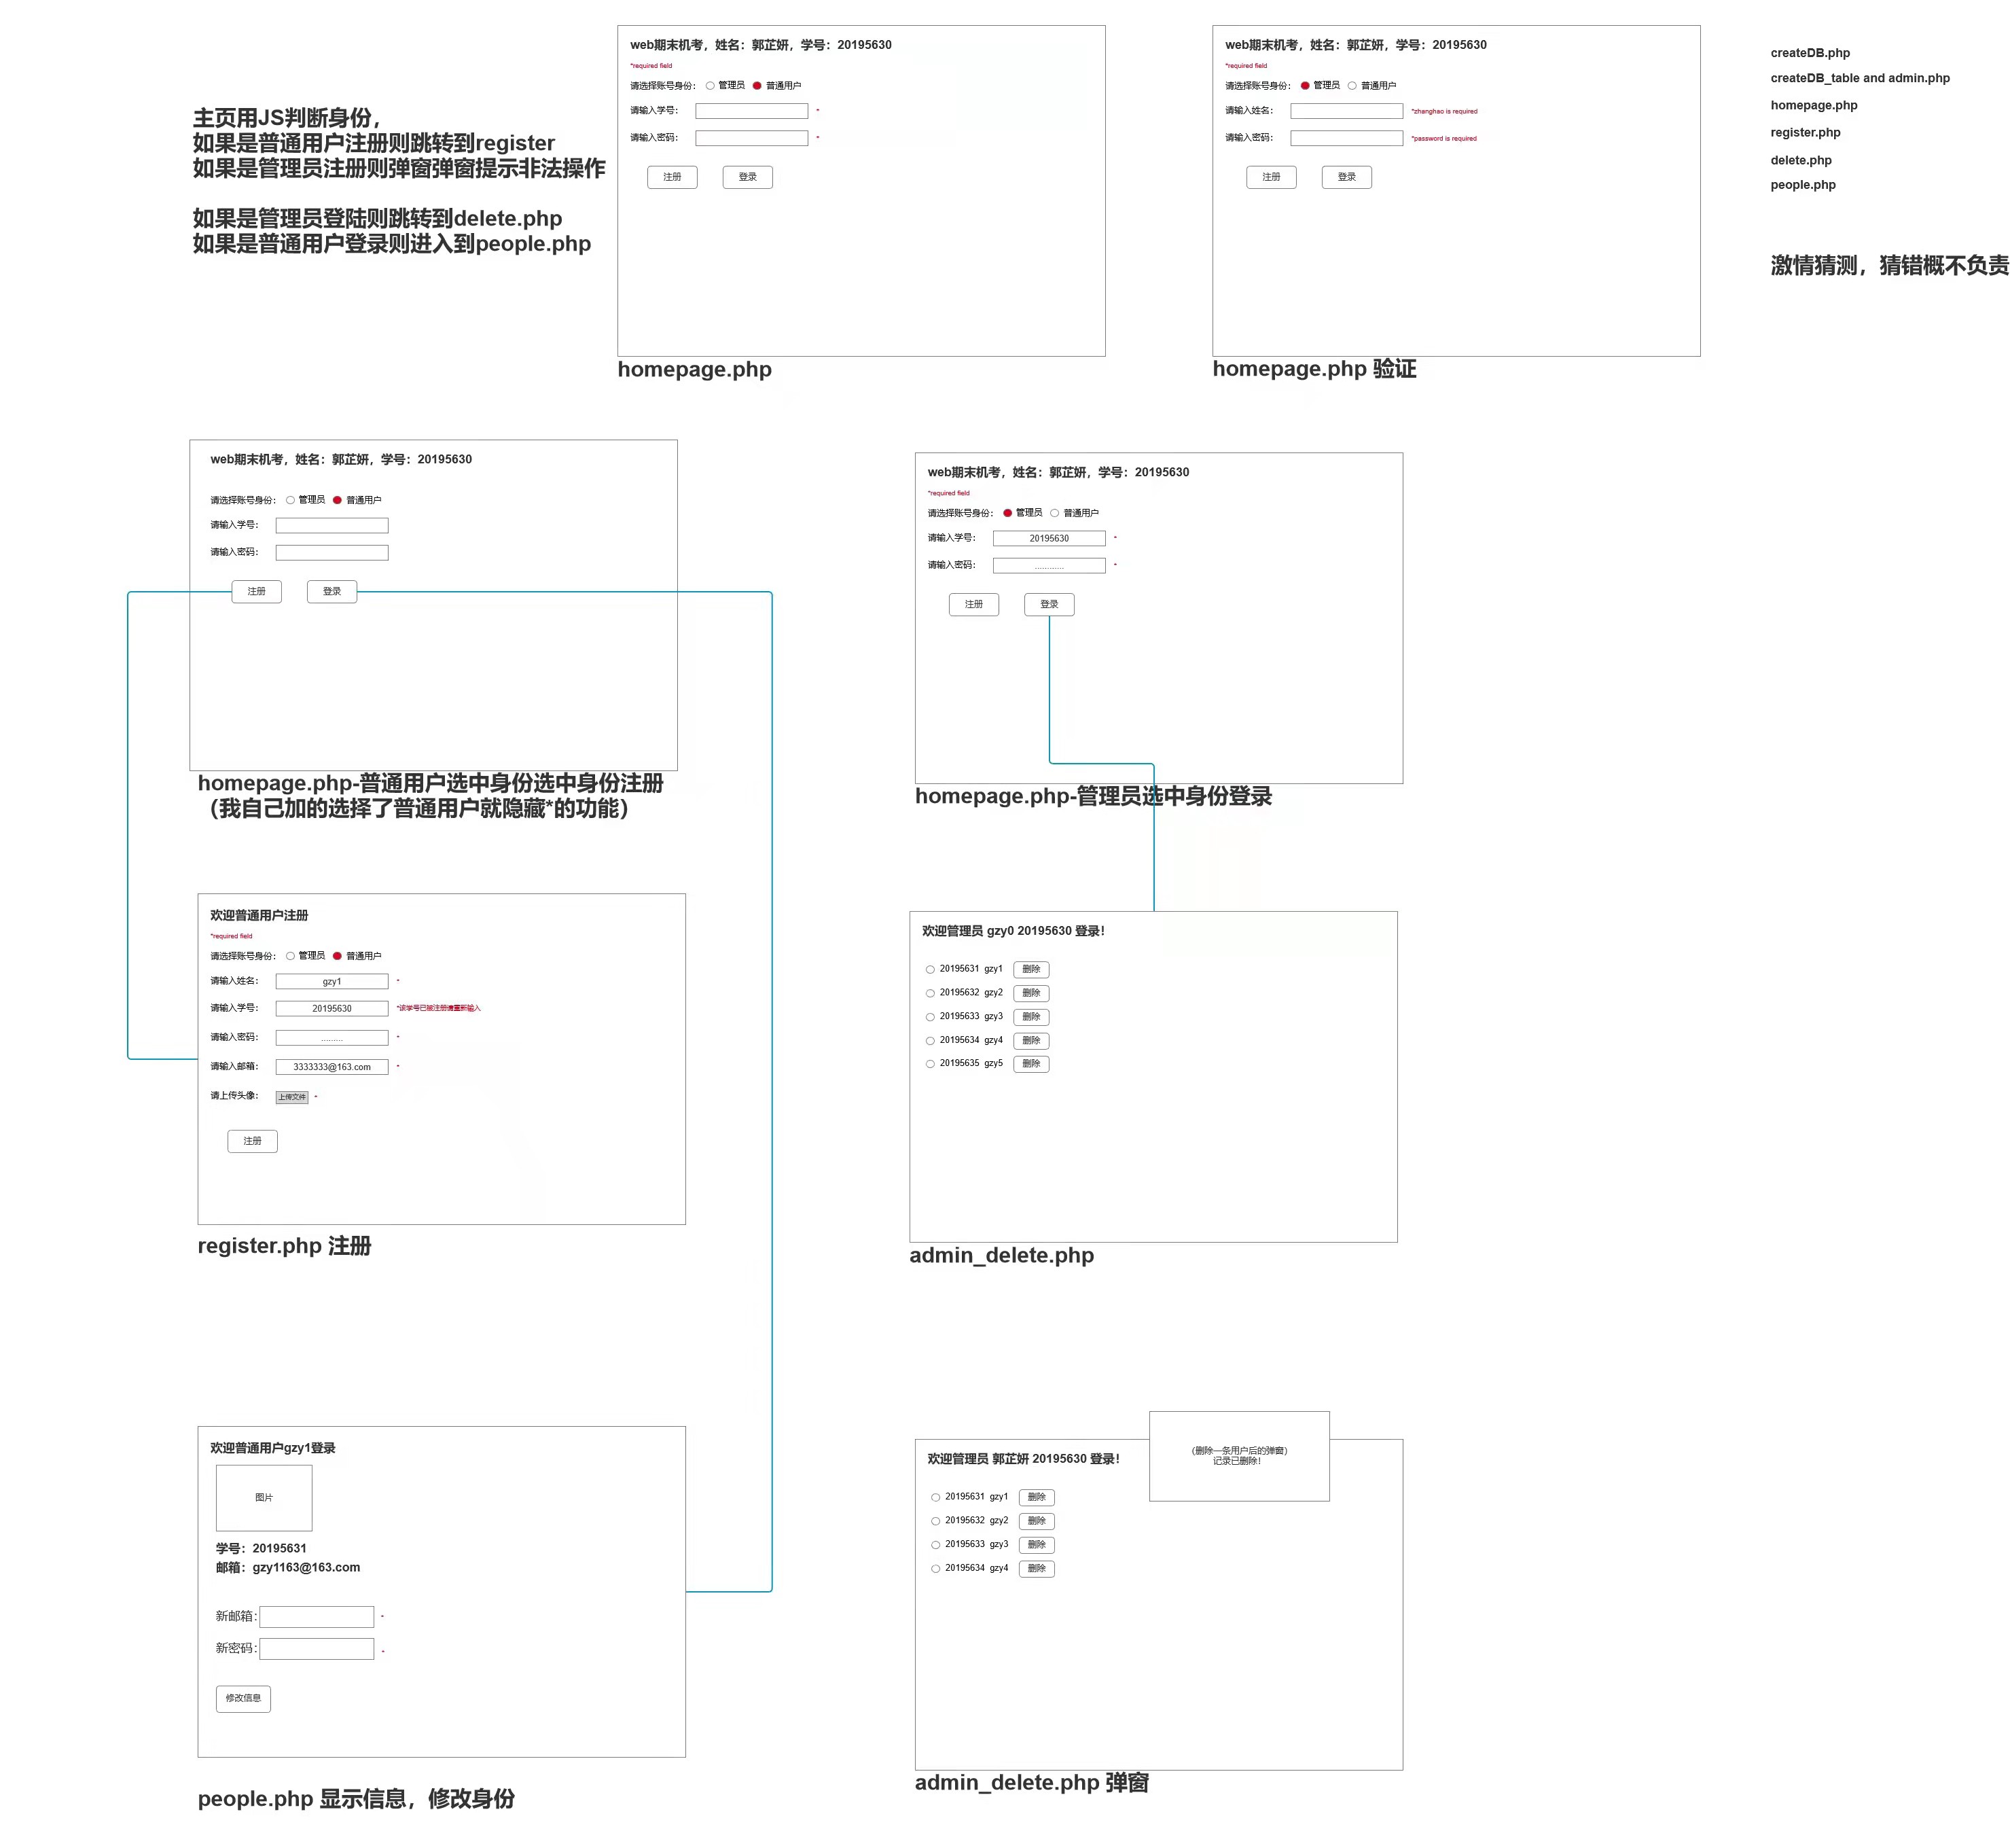 主页用JS判断身份，
如果是普通用户注册则跳转到register
如果是管理员注册则弹窗弹窗提示非法操作
如果是管理员登陆则跳转到delete.php
如果是普通用户登录则进入到people.php
web期末机考，姓名：郭芷妍，学号：20195630
*required field
请选择账号身份： 管理员 普通用户
请输入学号： *
请输入密码： *
注册 登录
homepage.php
web期末机考，姓名：郭芷妍，学号：20195630
*required field
请选择账号身份： 管理员 普通用户
请输入姓名： *zhanghao is required
请输入密码： *password is required
注册 登录
homepage.php 验证
createDB.php
createDB_table and admin.php
homepage.php
register.php
delete.php
people.php
激情猜测，猜错概不负责
web期末机考，姓名：郭芷妍，学号：20195630
请选择账号身份： 管理员 普通用户
请输入学号：
请输入密码：
注册 登录
homepage.php-普通用户选中身份选中身份注册
（我自己加的选择了普通用户就隐藏*的功能）
web期末机考，姓名：郭芷妍，学号：20195630
*required field
请选择账号身份： 管理员 普通用户
请输入学号： 20195630 *
请输入密码： ............ *
注册 登录
homepage.php-管理员选中身份登录
欢迎普通用户注册
*required field
请选择账号身份： 管理员 普通用户
请输入姓名： gzy1 *
请输入学号： 20195630 *该学号已被注册请重新输入
请输入密码： ......... *
请输入邮箱： 3333333@163.com *
请上传头像： 上传文件 *
注册
register.php 注册
欢迎管理员 gzy0 20195630 登录！
20195631 gzy1 删除
20195632 gzy2 删除
20195633 gzy3 删除
20195634 gzy4 删除
20195635 gzy5 删除
admin_delete.php
欢迎普通用户gzy1登录
图片
学号：20195631
邮箱：gzy1163@163.com
新邮箱： *
新密码： *
修改信息
people.php 显示信息，修改身份
（删除一条用户后的弹窗）
记录已删除！
欢迎管理员 郭芷妍 20195630 登录！
20195631 gzy1 删除
20195632 gzy2 删除
20195633 gzy3 删除
20195634 gzy4 删除
admin_delete.php 弹窗